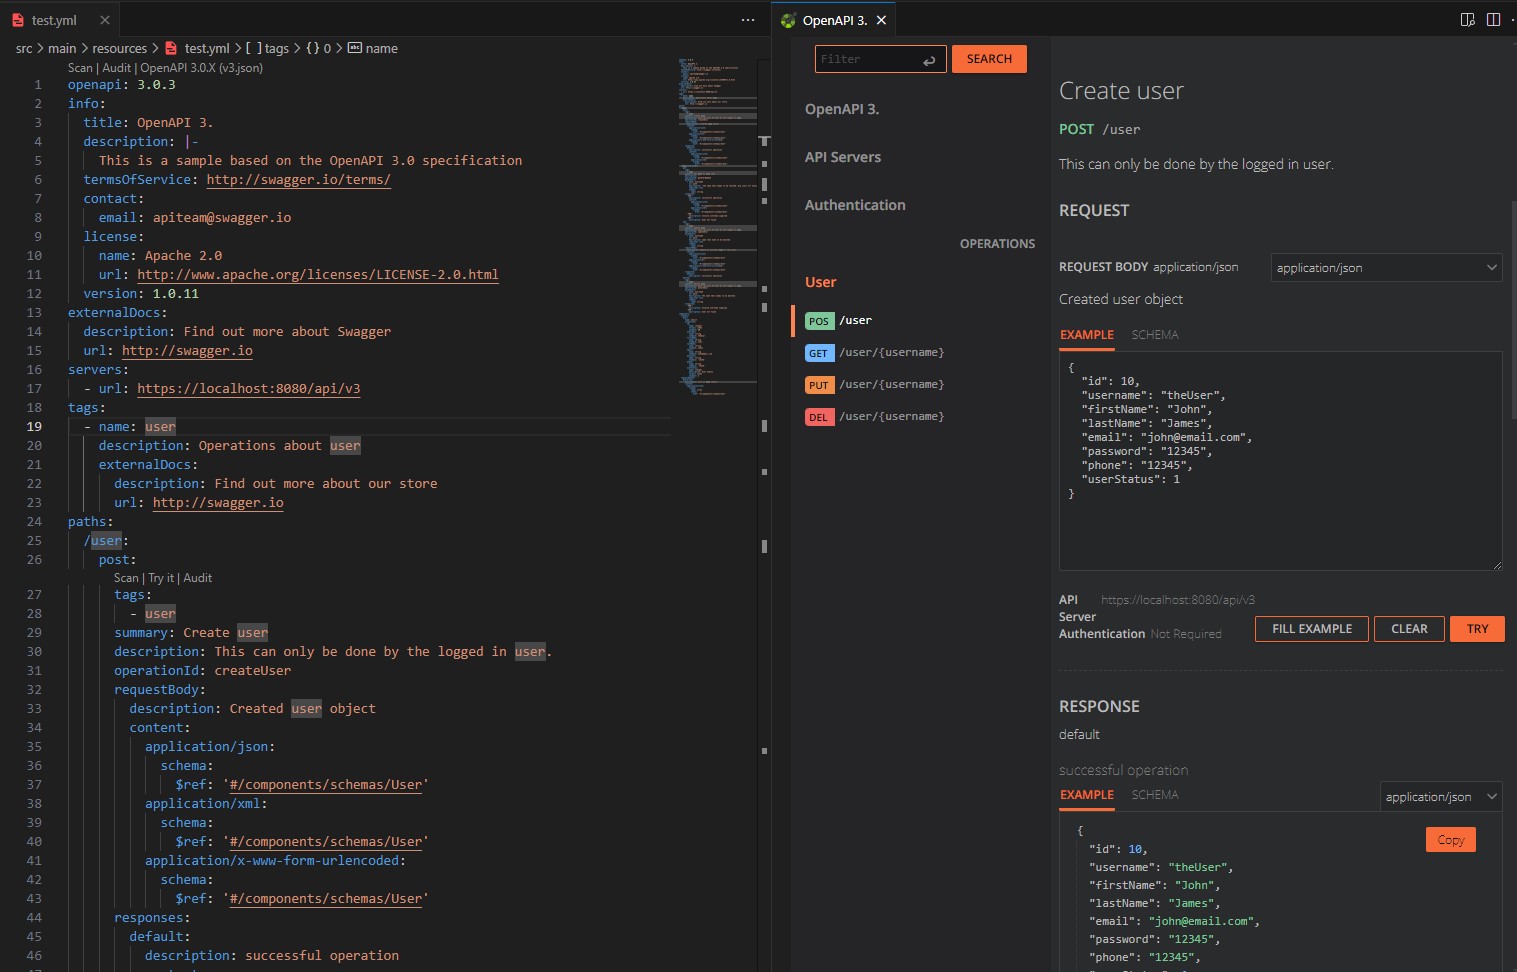 test.yml
src > main > resources > test.yml > [ ] tags > {} 0 > abc name
Scan | Audit | OpenAPI 3.0.X (v3.json)
1 openapi: 3.0.3
2 info:
3 title: OpenAPI 3.
4 description: |-
5 This is a sample based on the OpenAPI 3.0 specification
6 termsOfService: http://swagger.io/terms/
7 contact:
8 email: apiteam@swagger.io
9 license:
10 name: Apache 2.0
11 url: http://www.apache.org/licenses/LICENSE-2.0.html
12 version: 1.0.11
13 externalDocs:
14 description: Find out more about Swagger
15 url: http://swagger.io
16 servers:
17 - url: https://localhost:8080/api/v3
18 tags:
19 - name: user
20 description: Operations about user
21 externalDocs:
22 description: Find out more about our store
23 url: http://swagger.io
24 paths:
25 /user:
26 post:
Scan | Try it | Audit
27 tags:
28 - user
29 summary: Create user
30 description: This can only be done by the logged in user.
31 operationId: createUser
32 requestBody:
33 description: Created user object
34 content:
35 application/json:
36 schema:
37 $ref: '#/components/schemas/User'
38 application/xml:
39 schema:
40 $ref: '#/components/schemas/User'
41 application/x-www-form-urlencoded:
42 schema:
43 $ref: '#/components/schemas/User'
44 responses:
45 default:
46 description: successful operation
OpenAPI 3.
Filter
SEARCH
OpenAPI 3.
API Servers
Authentication
OPERATIONS
User
POS /user
GET /user/{username}
PUT /user/{username}
DEL /user/{username}
Create user
POST /user
This can only be done by the logged in user.
REQUEST
REQUEST BODY application/json
application/json
Created user object
EXAMPLE SCHEMA
{
"id": 10,
"username": "theUser",
"firstName": "John",
"lastName": "James",
"email": "john@email.com",
"password": "12345",
"phone": "12345",
"userStatus": 1
}
API Server https://localhost:8080/api/v3
Authentication Not Required
FILL EXAMPLE CLEAR TRY
RESPONSE
default
successful operation
EXAMPLE SCHEMA
application/json
Copy
{
"id": 10,
"username": "theUser",
"firstName": "John",
"lastName": "James",
"email": "john@email.com",
"password": "12345",
"phone": "12345",